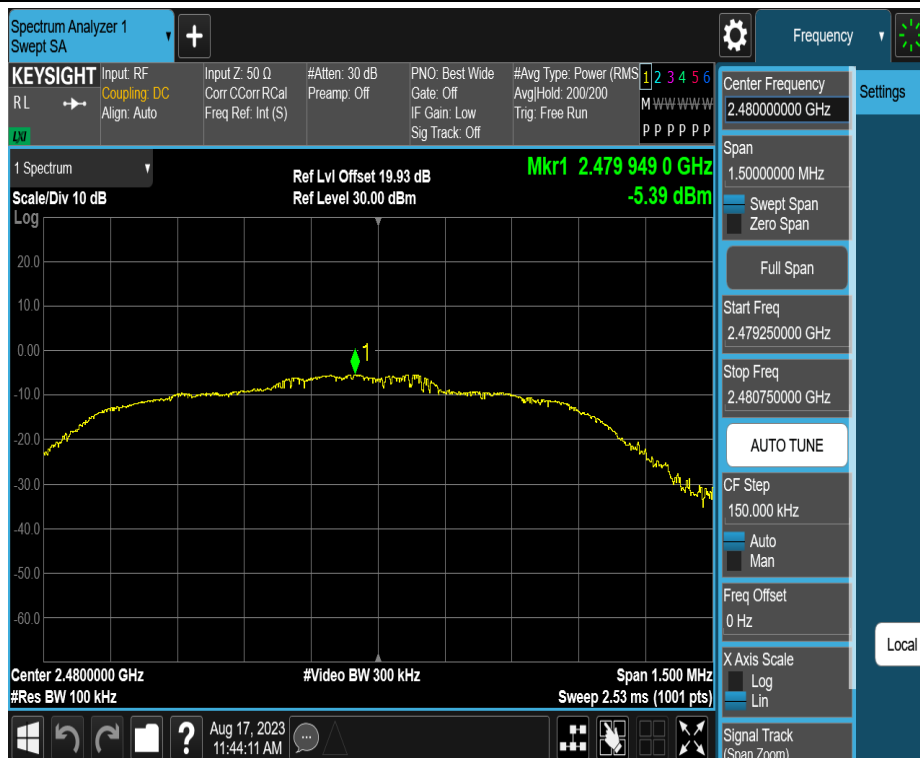 Spectrum Analyzer 1
Swept SA
+
Frequency
KEYSIGHT
R L
LXI
Input: RF
Coupling: DC
Align: Auto
Input Z: 50 Ω
Corr CCorr RCal
Freq Ref: Int (S)
#Atten: 30 dB
Preamp: Off
PNO: Best Wide
Gate: Off
IF Gain: Low
Sig Track: Off
#Avg Type: Power (RMS
Avg|Hold: 200/200
Trig: Free Run
1 2 3 4 5 6
M W W W W W
P P P P P P
1 Spectrum
Scale/Div 10 dB
Ref Lvl Offset 19.93 dB
Ref Level 30.00 dBm
Mkr1 2.479 949 0 GHz
-5.39 dBm
Log
20.0
10.0
0.00
-10.0
-20.0
-30.0
-40.0
-50.0
-60.0
1
Center 2.4800000 GHz
#Res BW 100 kHz
#Video BW 300 kHz
Span 1.500 MHz
Sweep 2.53 ms (1001 pts)
?
Aug 17, 2023
11:44:11 AM
Center Frequency
2.480000000 GHz
Span
1.50000000 MHz
Swept Span
Zero Span
Full Span
Start Freq
2.479250000 GHz
Stop Freq
2.480750000 GHz
AUTO TUNE
CF Step
150.000 kHz
Auto
Man
Freq Offset
0 Hz
X Axis Scale
Log
Lin
Signal Track
(Span Zoom)
Settings
Local